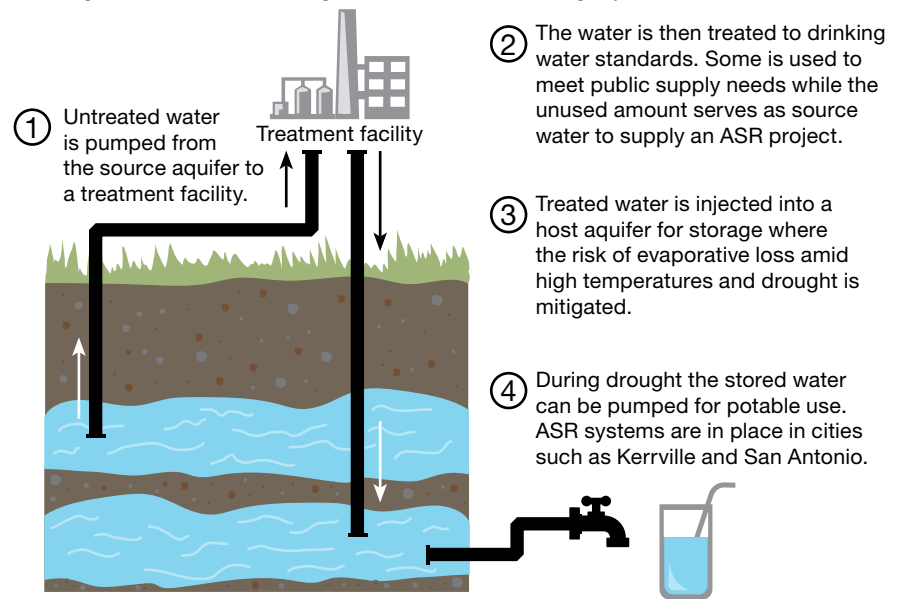 1
Untreated water
is pumped from
the source aquifer to
a treatment facility.
Treatment facility
2
The water is then treated to drinking
water standards. Some is used to
meet public supply needs while the
unused amount serves as source
water to supply an ASR project.
3
Treated water is injected into a
host aquifer for storage where
the risk of evaporative loss amid
high temperatures and drought is
mitigated.
4
During drought the stored water
can be pumped for potable use.
ASR systems are in place in cities
such as Kerrville and San Antonio.